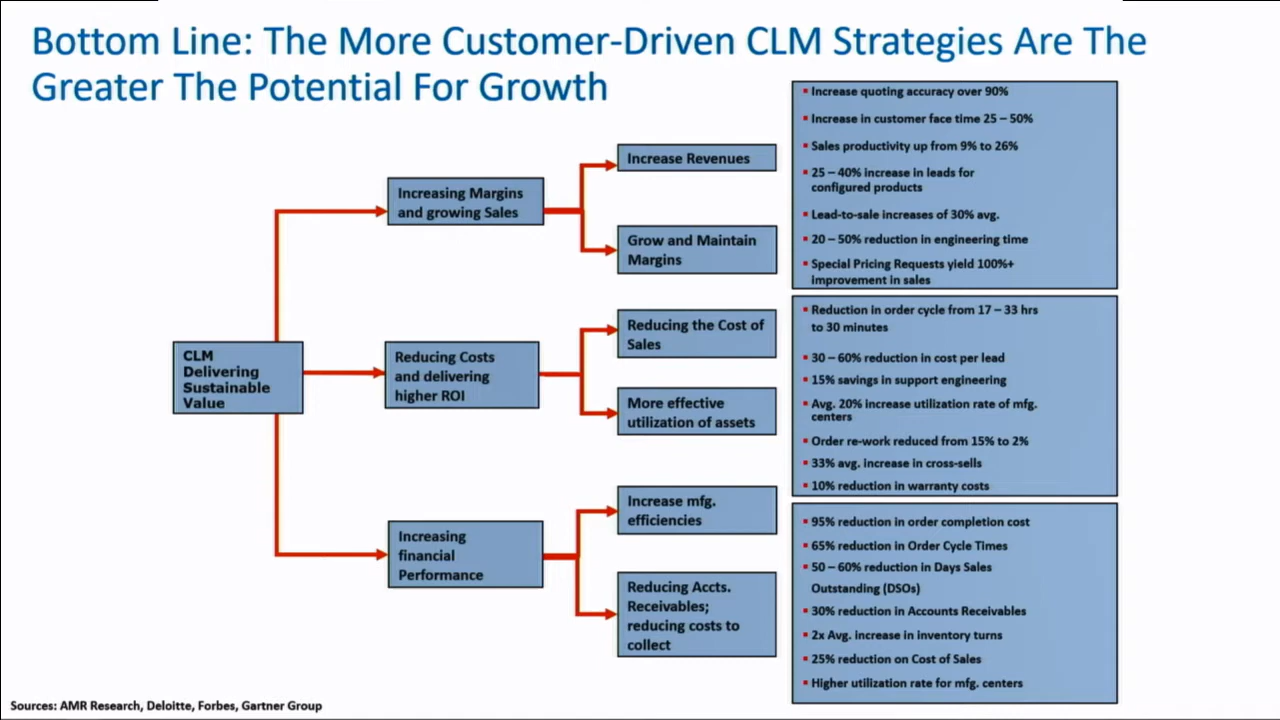 Bottom Line: The More Customer-Driven CLM Strategies Are The
Greater The Potential For Growth
CLM
Delivering
Sustainable
Value
Increasing Margins
and growing Sales
Increase Revenues
Grow and Maintain
Margins
▪ Increase quoting accuracy over 90%
▪ Increase in customer face time 25 – 50%
▪ Sales productivity up from 9% to 26%
▪ 25 – 40% increase in leads for
configured products
▪ Lead-to-sale increases of 30% avg.
▪ 20 – 50% reduction in engineering time
▪ Special Pricing Requests yield 100%+
improvement in sales
Reducing Costs
and delivering
higher ROI
Reducing the Cost of
Sales
More effective
utilization of assets
▪ Reduction in order cycle from 17 – 33 hrs
to 30 minutes
▪ 30 – 60% reduction in cost per lead
▪ 15% savings in support engineering
▪ Avg. 20% increase utilization rate of mfg.
centers
▪ Order re-work reduced from 15% to 2%
▪ 33% avg. increase in cross-sells
▪ 10% reduction in warranty costs
Increasing
financial
Performance
Increase mfg.
efficiencies
Reducing Accts.
Receivables;
reducing costs to
collect
▪ 95% reduction in order completion cost
▪ 65% reduction in Order Cycle Times
▪ 50 – 60% reduction in Days Sales
Outstanding (DSOs)
▪ 30% reduction in Accounts Receivables
▪ 2x Avg. increase in inventory turns
▪ 25% reduction on Cost of Sales
▪ Higher utilization rate for mfg. centers
Sources: AMR Research, Deloitte, Forbes, Gartner Group